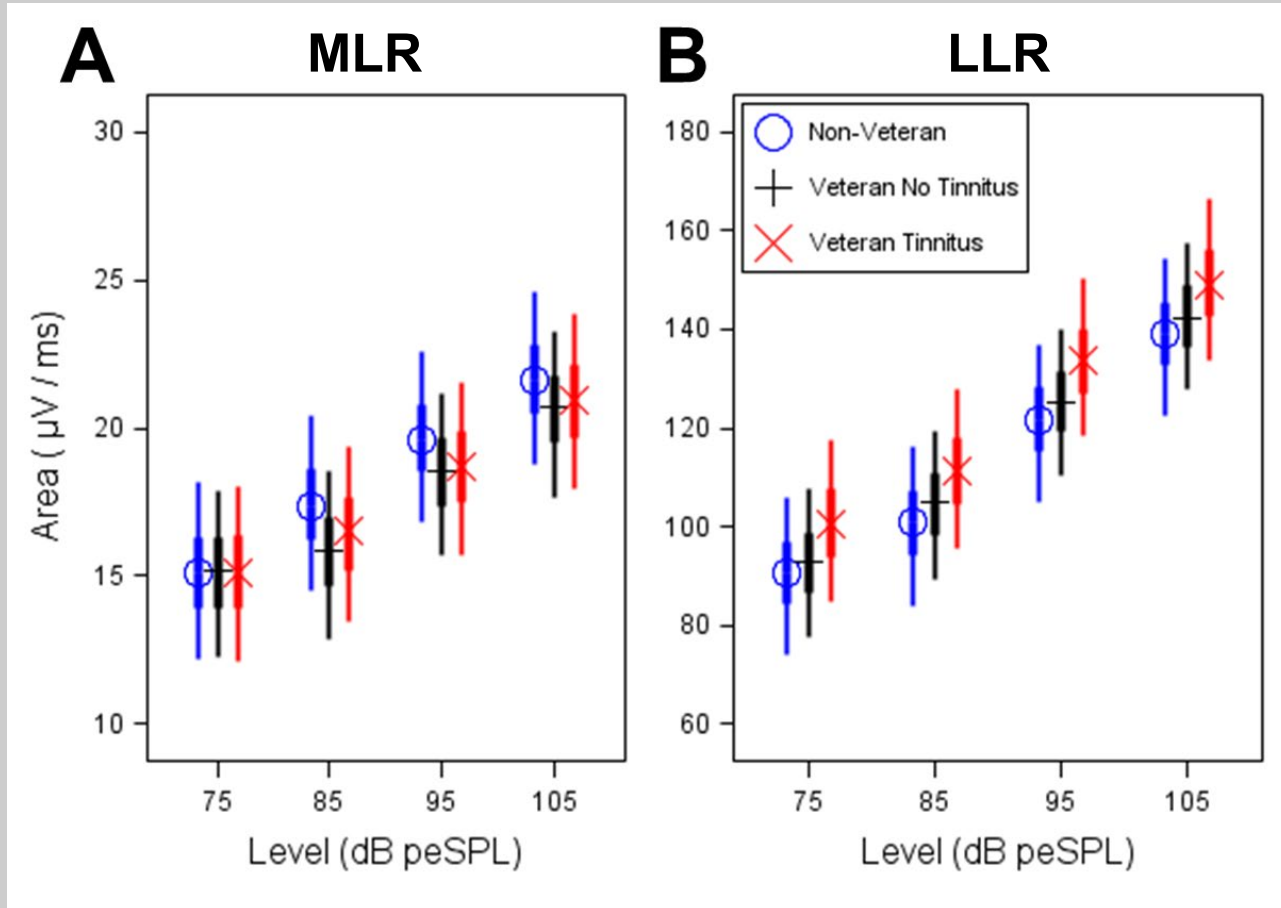 A
MLR
30
25
20
15
10
Area ( µV / ms)
75
85
95
105
Level (dB peSPL)
B
LLR
180
160
140
120
100
80
60
Non-Veteran
Veteran No Tinnitus
Veteran Tinnitus
75
85
95
105
Level (dB peSPL)